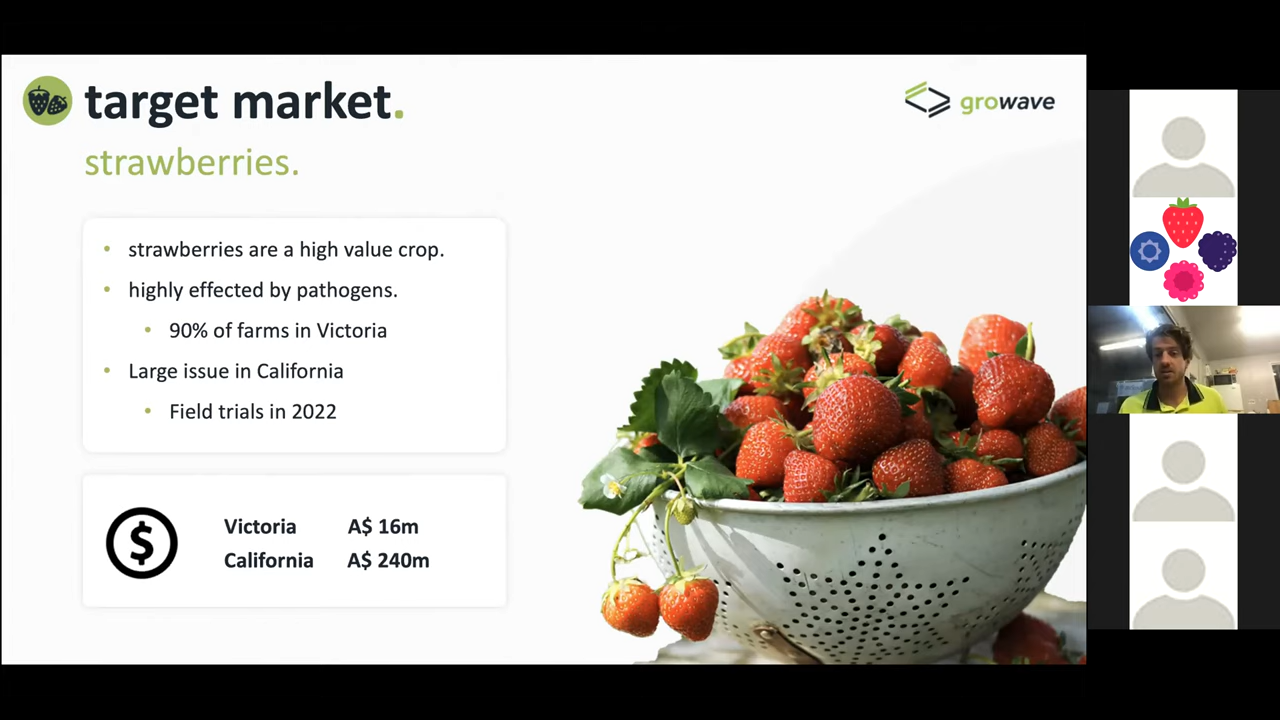 target market.
growave
strawberries.
• strawberries are a high value crop.
• highly effected by pathogens.
• 90% of farms in Victoria
• Large issue in California
• Field trials in 2022
$
Victoria A$ 16m
California A$ 240m